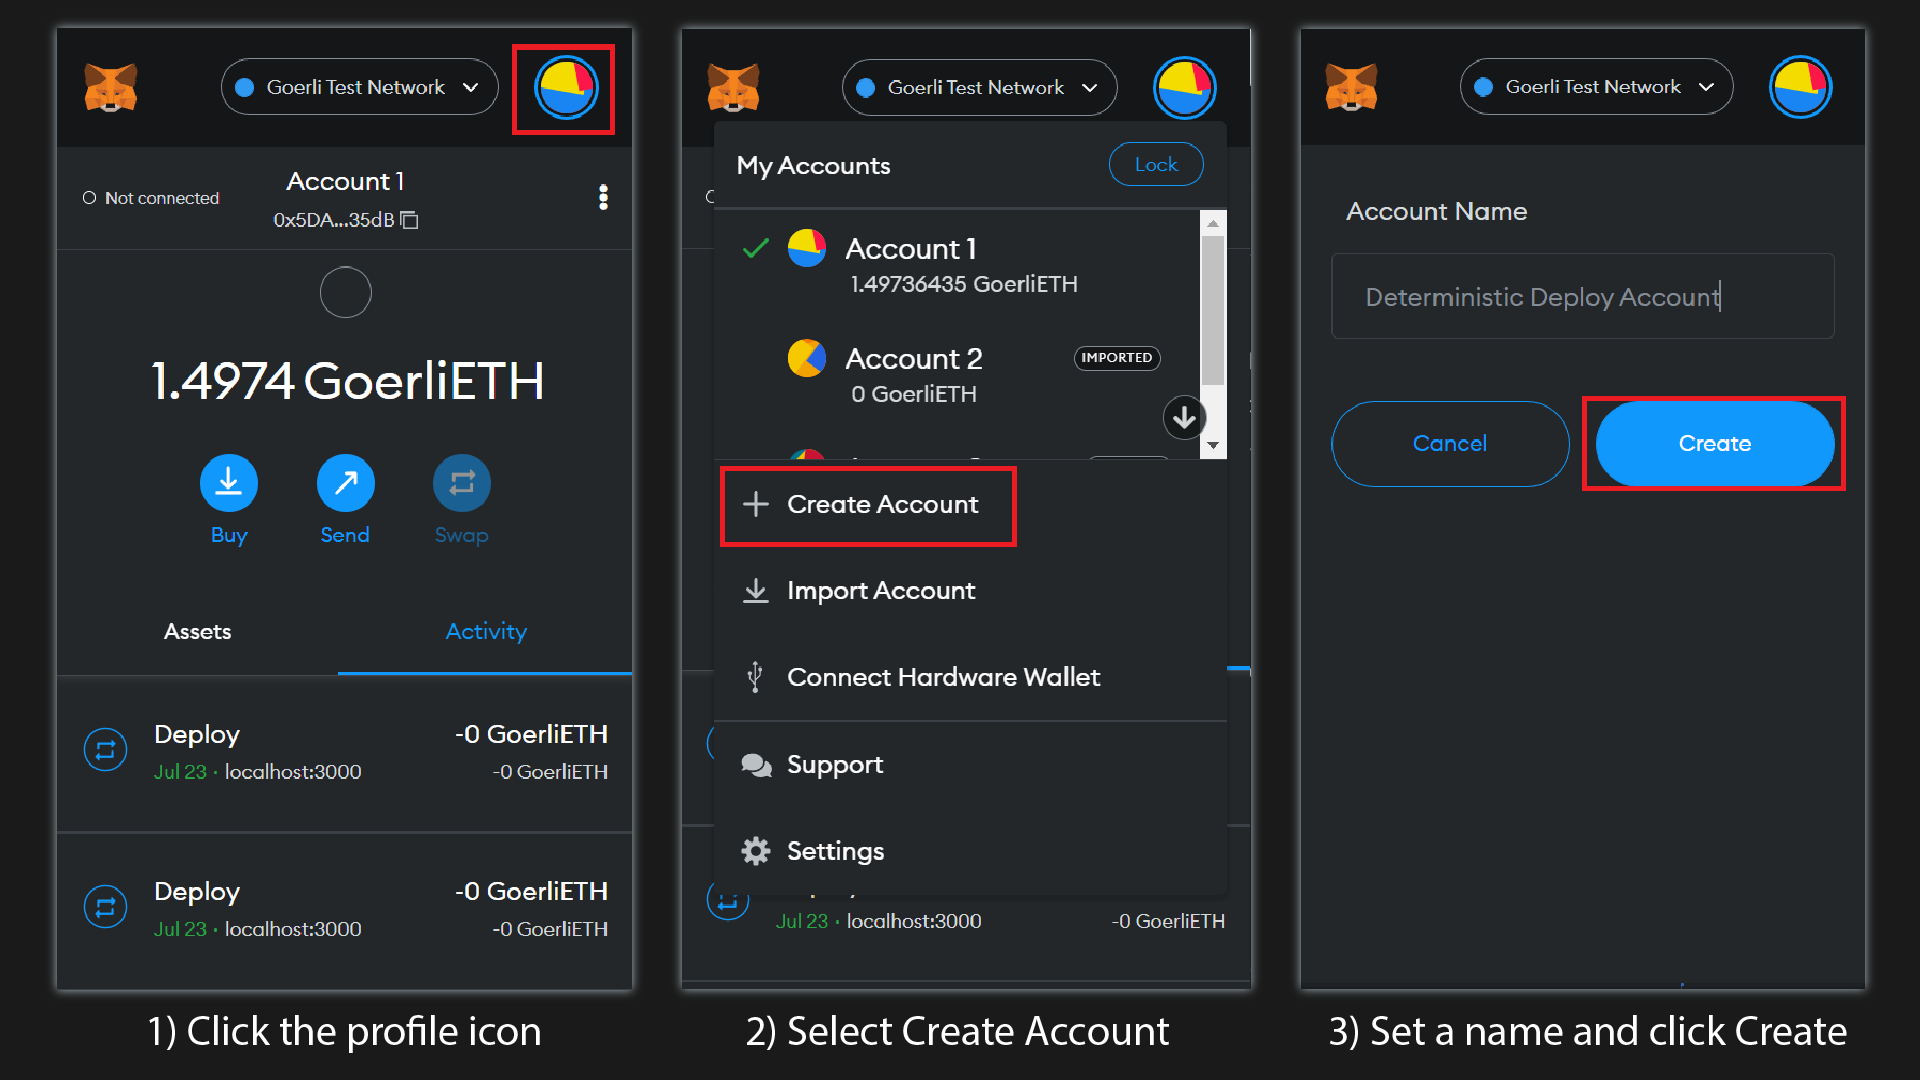 Goerli Test Network
Not connected
Account 1
0x5DA...35dB
1.4974 GoerliETH
Buy
Send
Swap
Assets
Activity
Deploy
-0 GoerliETH
Jul 23 · localhost:3000
-0 GoerliETH
Deploy
-0 GoerliETH
Jul 23 · localhost:3000
-0 GoerliETH
1) Click the profile icon
Goerli Test Network
My Accounts
Lock
Account 1
1.49736435 GoerliETH
Account 2
IMPORTED
0 GoerliETH
Create Account
Import Account
Connect Hardware Wallet
Support
Settings
Jul 23 · localhost:3000
-0 GoerliETH
2) Select Create Account
Goerli Test Network
Account Name
Deterministic Deploy Account
Cancel
Create
3) Set a name and click Create